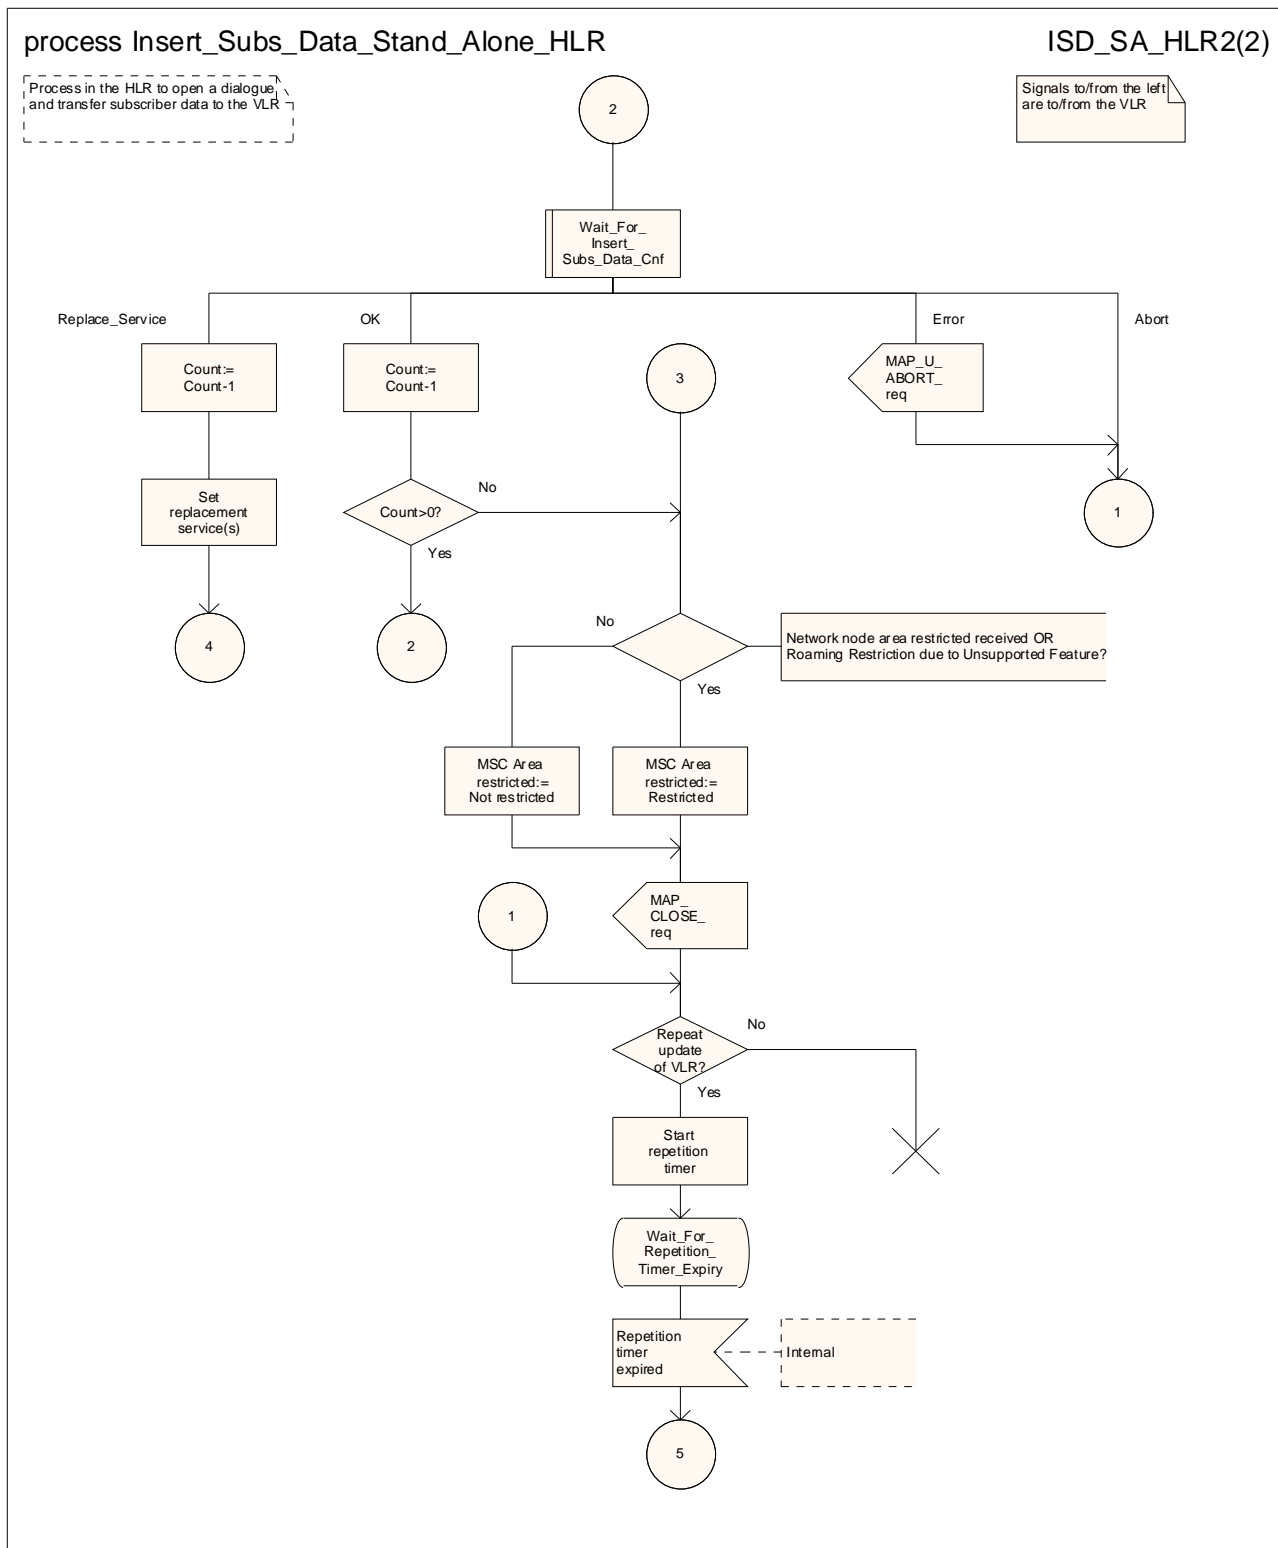 process Insert_Subs_Data_Stand_Alone_HLR
ISD_SA_HLR2(2)
Process in the HLR to open a dialogue
and transfer subscriber data to the VLR
2
Signals to/from the left
are to/from the VLR
Wait_For_
Insert_
Subs_Data_Cnf
Replace_Service
OK
Error
Abort
Count:=
Count-1
Count:=
Count-1
3
MAP_U_
ABORT_
req
Set
replacement
service(s)
Count>0?
No
Yes
1
4
2
No
Yes
Network node area restricted received OR
Roaming Restriction due to Unsupported Feature?
MSC Area
restricted:=
Not restricted
MSC Area
restricted:=
Restricted
1
MAP_
CLOSE_
req
Repeat
update
of VLR?
No
Yes
Start
repetition
timer
Wait_For_
Repetition_
Timer_Expiry
Repetition
timer
expired
Internal
5